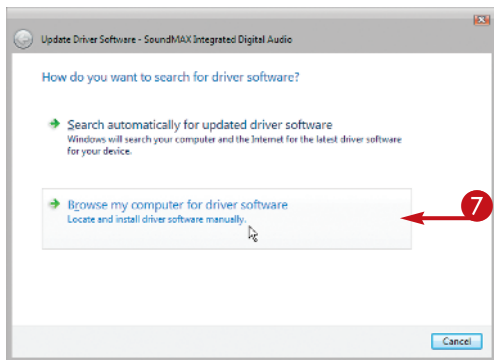 Update Driver Software - SoundMAX Integrated Digital Audio
How do you want to search for driver software?
Search automatically for updated driver software
Windows will search your computer and the Internet for the latest driver software
for your device.
Browse my computer for driver software
Locate and install driver software manually.
7
Cancel